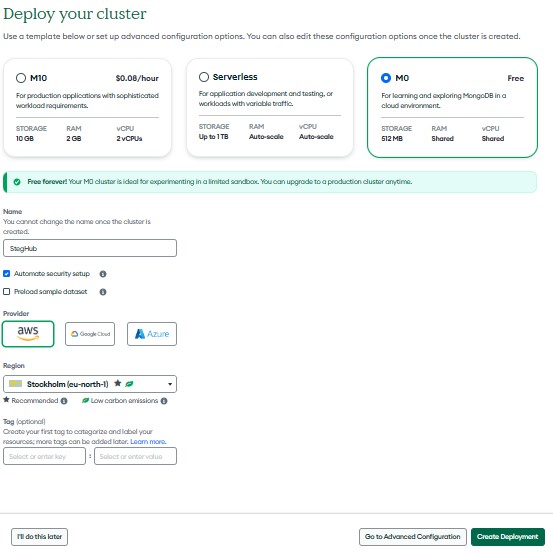 Deploy your cluster
Use a template below or set up advanced configuration options. You can also edit these configuration options once the cluster is created.
M10 $0.08/hour
For production applications with sophisticated
workload requirements.
STORAGE RAM vCPU
10 GB 2 GB 2 vCPUs
Serverless
For application development and testing, or
workloads with variable traffic.
STORAGE RAM vCPU
Up to 1 TB Auto-scale Auto-scale
M0 Free
For learning and exploring MongoDB in a
cloud environment.
STORAGE RAM vCPU
512 MB Shared Shared
Free forever! Your M0 cluster is ideal for experimenting in a limited sandbox. You can upgrade to a production cluster anytime.
Name
You cannot change the name once the cluster is
created.
StegHub
Automate security setup
Preload sample dataset
Provider
aws
Google Cloud
Azure
Region
Stockholm (eu-north-1)
Recommended Low carbon emissions
Tag (optional)
Create your first tag to categorize and label your
resources; more tags can be added later. Learn more.
Select or enter key : Select or enter value
I'll do this later
Go to Advanced Configuration
Create Deployment